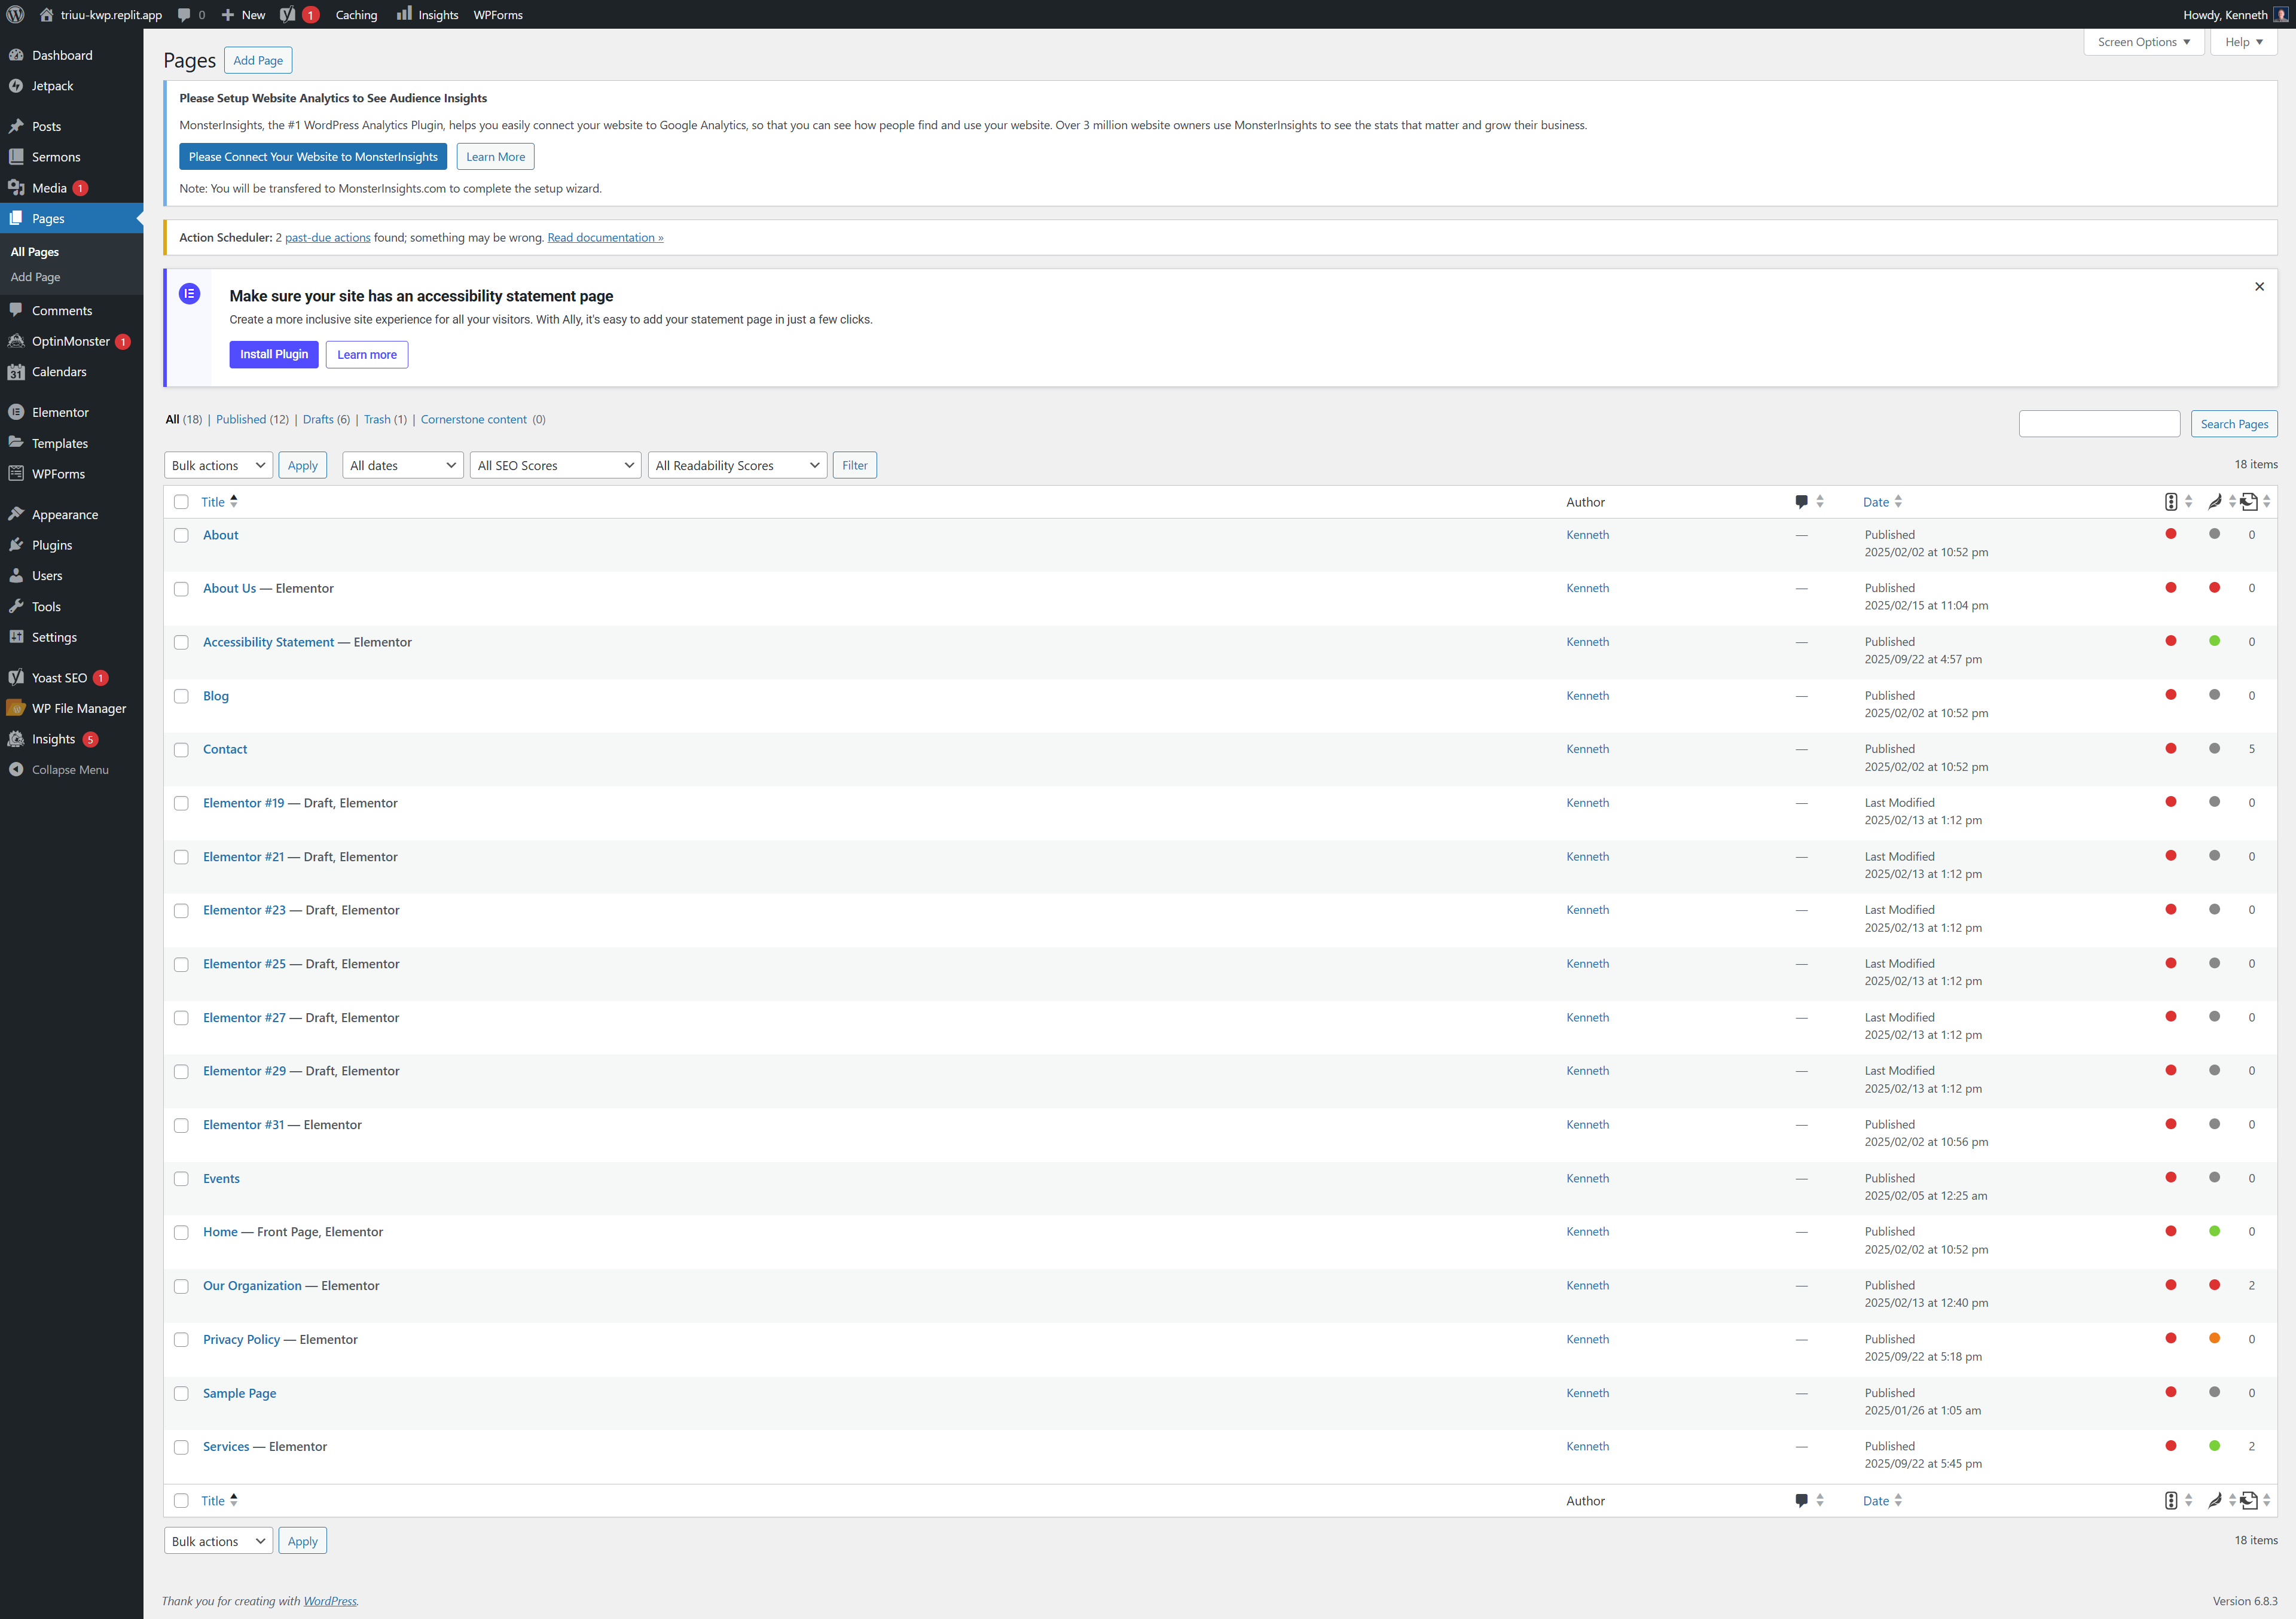 triuu-kwp.replit.app 0 New 1 Caching Insights WPForms Howdy, Kenneth
Dashboard
Jetpack
Posts
Sermons
Media 1
Pages
All Pages
Add Page
Comments
OptinMonster 1
31 Calendars
Elementor
Templates
WPForms
Appearance
Plugins
Users
Tools
Settings
Yoast SEO 1
WP File Manager
Insights 5
Collapse Menu
Screen Options Help
Pages Add Page
Please Setup Website Analytics to See Audience Insights
MonsterInsights, the #1 WordPress Analytics Plugin, helps you easily connect your website to Google Analytics, so that you can see how people find and use your website. Over 3 million website owners use MonsterInsights to see the stats that matter and grow their business.
Please Connect Your Website to MonsterInsights Learn More
Note: You will be transfered to MonsterInsights.com to complete the setup wizard.
Action Scheduler: 2 past-due actions found; something may be wrong. Read documentation »
Make sure your site has an accessibility statement page
Create a more inclusive site experience for all your visitors. With Ally, it's easy to add your statement page in just a few clicks.
Install Plugin Learn more
All (18) | Published (12) | Drafts (6) | Trash (1) | Cornerstone content (0)
Search Pages
Bulk actions Apply All dates All SEO Scores All Readability Scores Filter 18 items
Title Author Date
About Kenneth — Published 0
2025/02/02 at 10:52 pm
About Us — Elementor Kenneth — Published 0
2025/02/15 at 11:04 pm
Accessibility Statement — Elementor Kenneth — Published 0
2025/09/22 at 4:57 pm
Blog Kenneth — Published 0
2025/02/02 at 10:52 pm
Contact Kenneth — Published 5
2025/02/02 at 10:52 pm
Elementor #19 — Draft, Elementor Kenneth — Last Modified 0
2025/02/13 at 1:12 pm
Elementor #21 — Draft, Elementor Kenneth — Last Modified 0
2025/02/13 at 1:12 pm
Elementor #23 — Draft, Elementor Kenneth — Last Modified 0
2025/02/13 at 1:12 pm
Elementor #25 — Draft, Elementor Kenneth — Last Modified 0
2025/02/13 at 1:12 pm
Elementor #27 — Draft, Elementor Kenneth — Last Modified 0
2025/02/13 at 1:12 pm
Elementor #29 — Draft, Elementor Kenneth — Last Modified 0
2025/02/13 at 1:12 pm
Elementor #31 — Elementor Kenneth — Published 0
2025/02/02 at 10:56 pm
Events Kenneth — Published 0
2025/02/05 at 12:25 am
Home — Front Page, Elementor Kenneth — Published 0
2025/02/02 at 10:52 pm
Our Organization — Elementor Kenneth — Published 2
2025/02/13 at 12:40 pm
Privacy Policy — Elementor Kenneth — Published 0
2025/09/22 at 5:18 pm
Sample Page Kenneth — Published 0
2025/01/26 at 1:05 am
Services — Elementor Kenneth — Published 2
2025/09/22 at 5:45 pm
Title Author Date
Bulk actions Apply 18 items
Thank you for creating with WordPress. Version 6.8.3